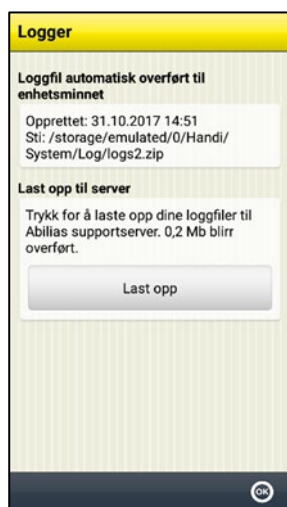 Logger
Loggfil automatisk overført til
enhetsminnet
Opprettet: 31.10.2017 14:51
Sti: /storage/emulated/0/Handi/
System/Log/logs2.zip
Last opp til server
Trykk for å laste opp dine loggfiler til
Abilias supportserver. 0,2 Mb blirr
overført.
Last opp
OK